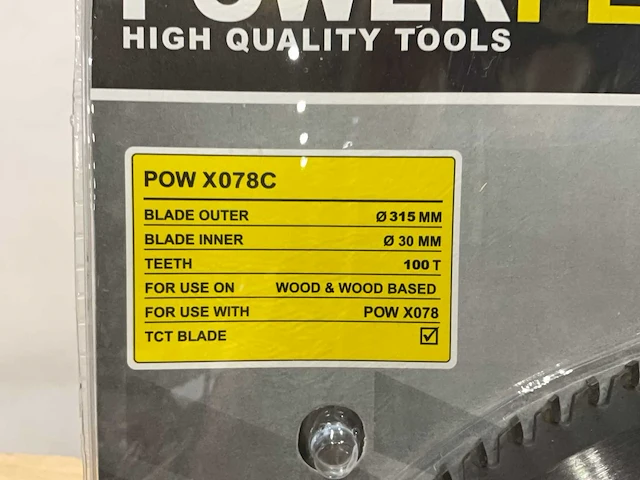 HIGH QUALITY TOOLS
POW X078C
BLADE OUTER Ø 315 MM
BLADE INNER Ø 30 MM
TEETH 100 T
FOR USE ON WOOD & WOOD BASED
FOR USE WITH POW X078
TCT BLADE ☑